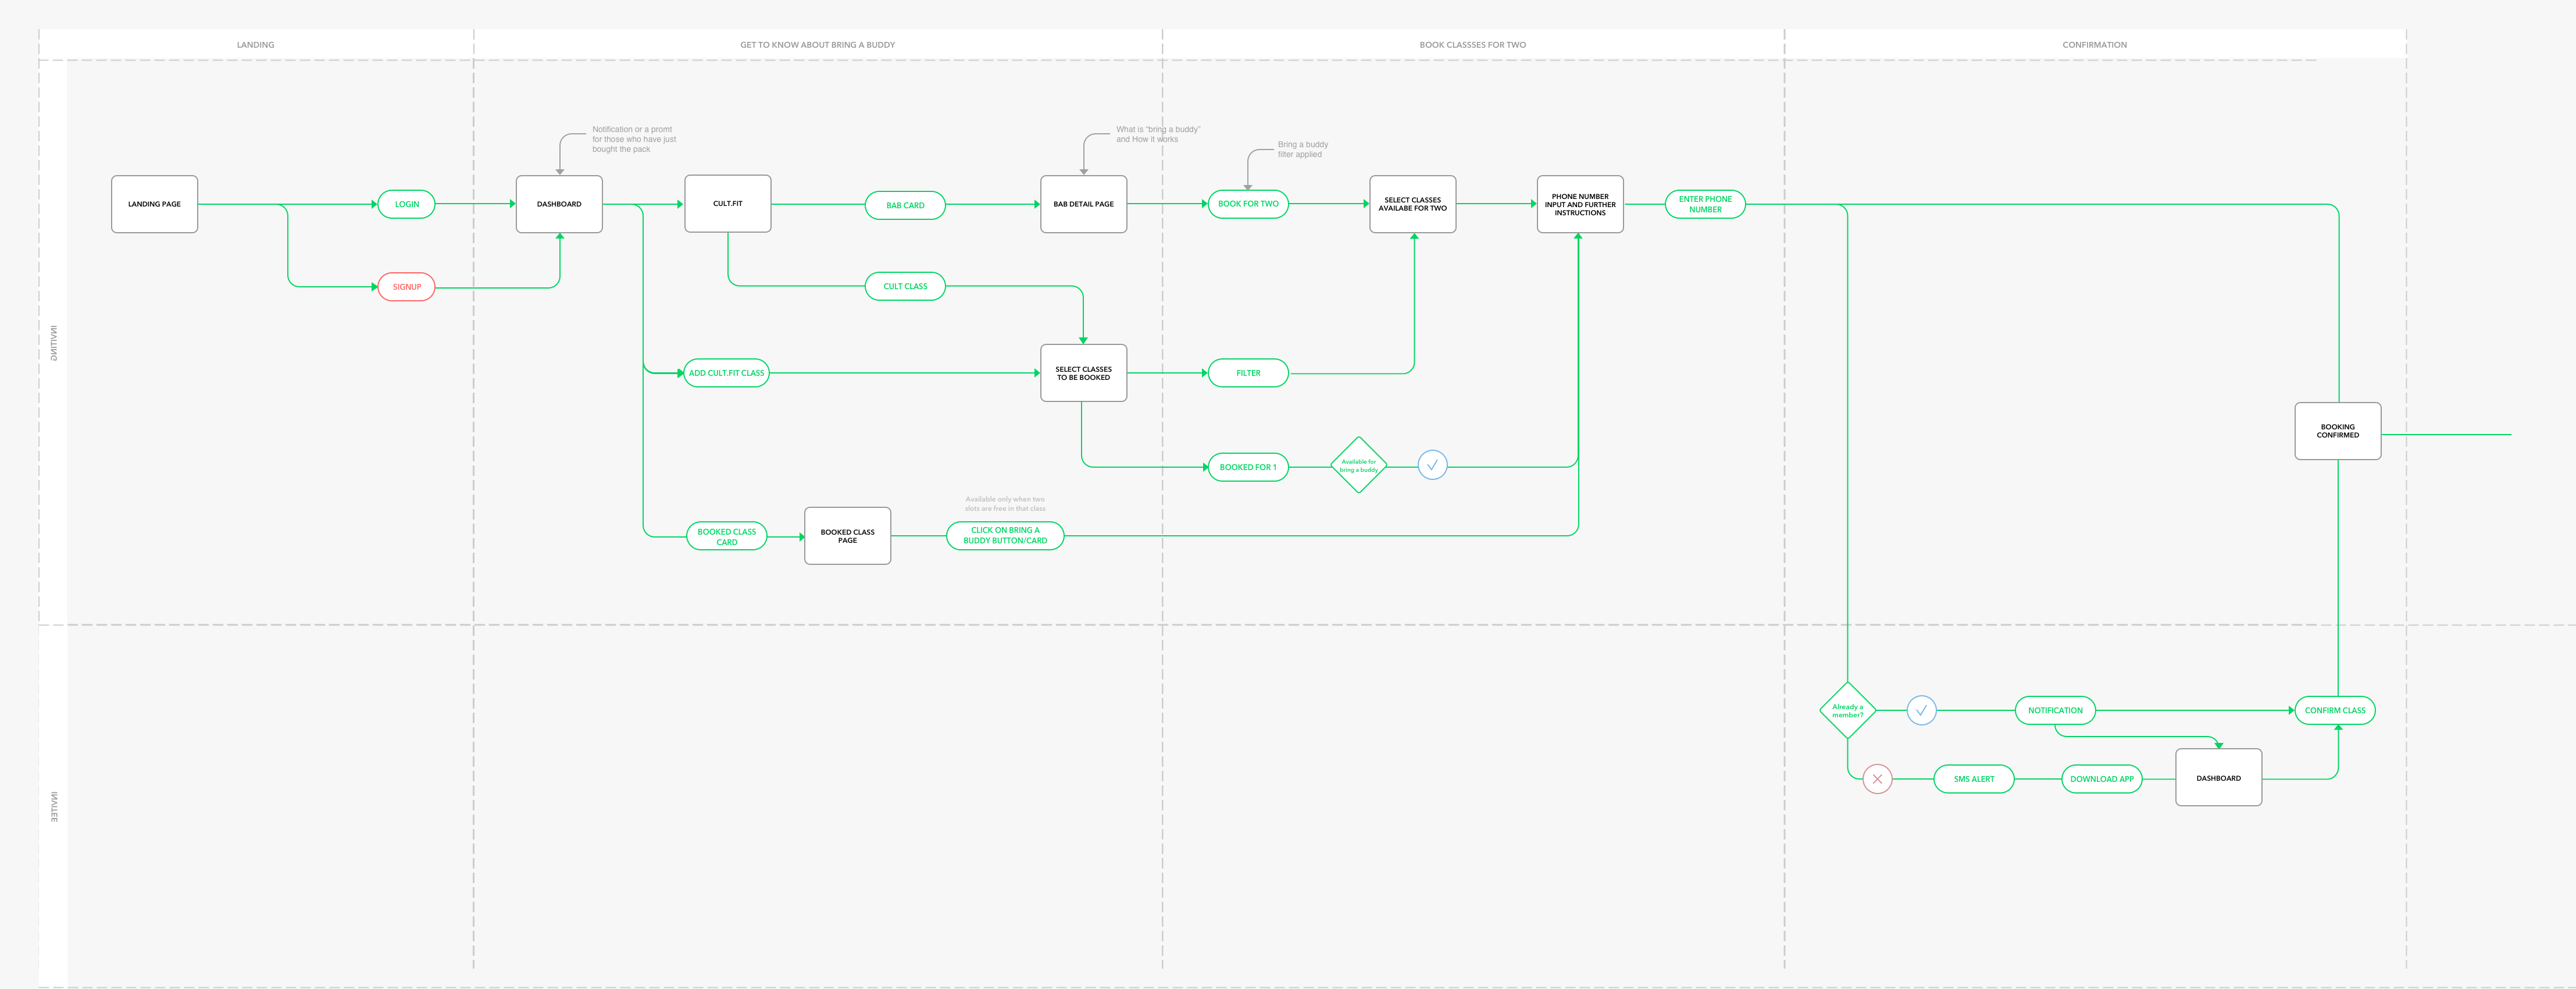 LANDING
GET TO KNOW ABOUT BRING A BUDDY
BOOK CLASSSES FOR TWO
CONFIRMATION
INVITING
Notification or a promt
for those who have just
bought the pack
What is "bring a buddy"
and How it works
Bring a buddy
filter applied
LANDING PAGE
LOGIN
DASHBOARD
CULT.FIT
BAB CARD
BAB DETAIL PAGE
BOOK FOR TWO
SELECT CLASSES
AVAILABE FOR TWO
PHONE NUMBER
INPUT AND FURTHER
INSTRUCTIONS
ENTER PHONE
NUMBER
SIGNUP
CULT CLASS
ADD CULT.FIT CLASS
SELECT CLASSES
TO BE BOOKED
FILTER
BOOKING
CONFIRMED
BOOKED FOR 1
Available for
bring a buddy
Available only when two
slots are free in that class
BOOKED CLASS
CARD
BOOKED CLASS
PAGE
CLICK ON BRING A
BUDDY BUTTON/CARD
INVITEE
Already a
member?
NOTIFICATION
CONFIRM CLASS
SMS ALERT
DOWNLOAD APP
DASHBOARD